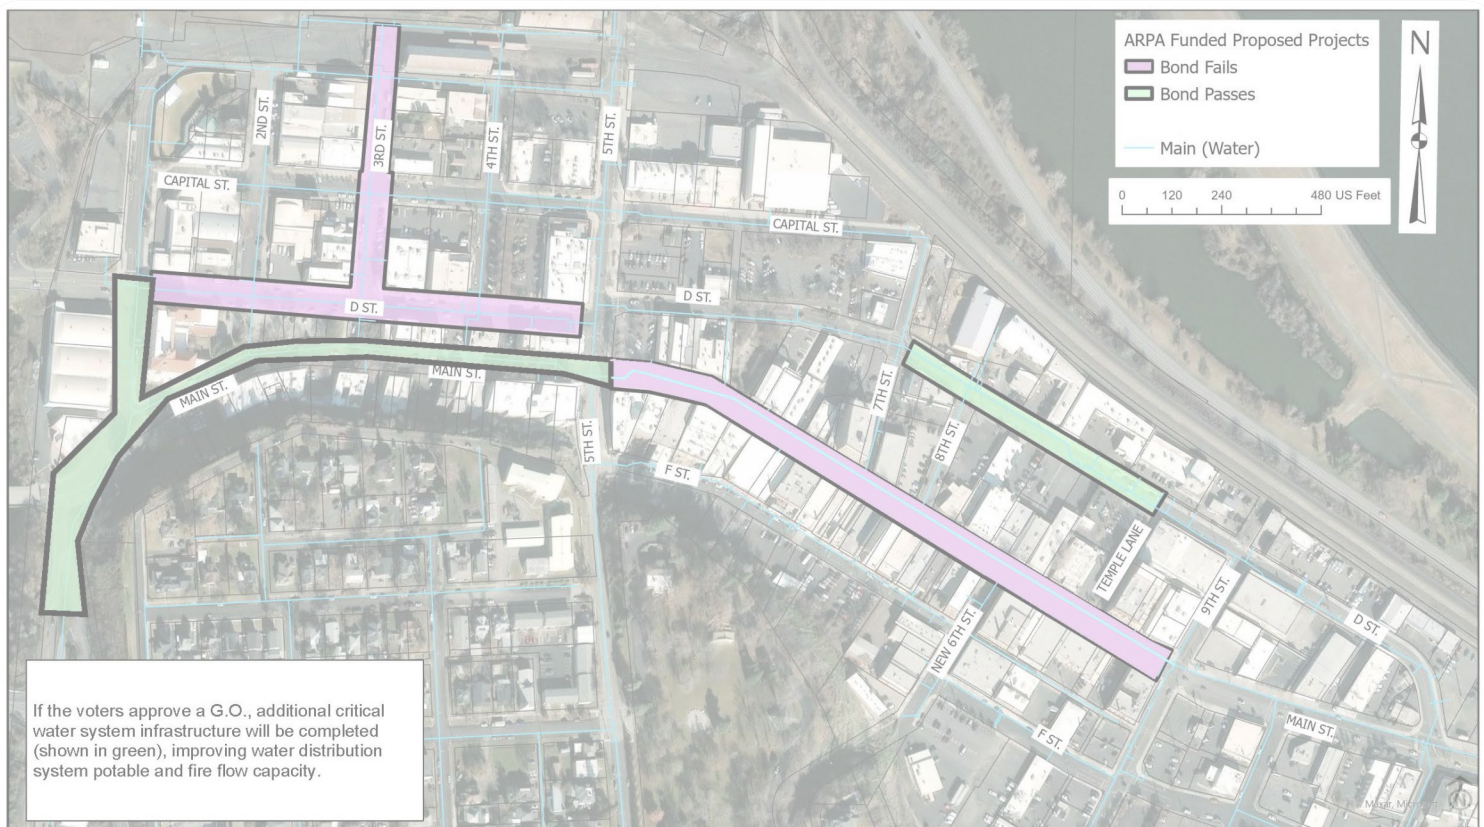 ARPA Funded Proposed Projects
Bond Fails
Bond Passes
Main (Water)
N
0 120 240 480 US Feet
2ND ST.
3RD ST.
4TH ST.
5TH ST.
CAPITAL ST.
CAPITAL ST.
D ST.
D ST.
MAIN ST.
MAIN ST.
5TH ST.
F ST.
7TH ST.
8TH ST.
TEMPLE LANE
9TH ST.
NEW 6TH ST.
D ST.
MAIN ST.
F ST.
If the voters approve a G.O., additional critical
water system infrastructure will be completed
(shown in green), improving water distribution
system potable and fire flow capacity.
Maxar,